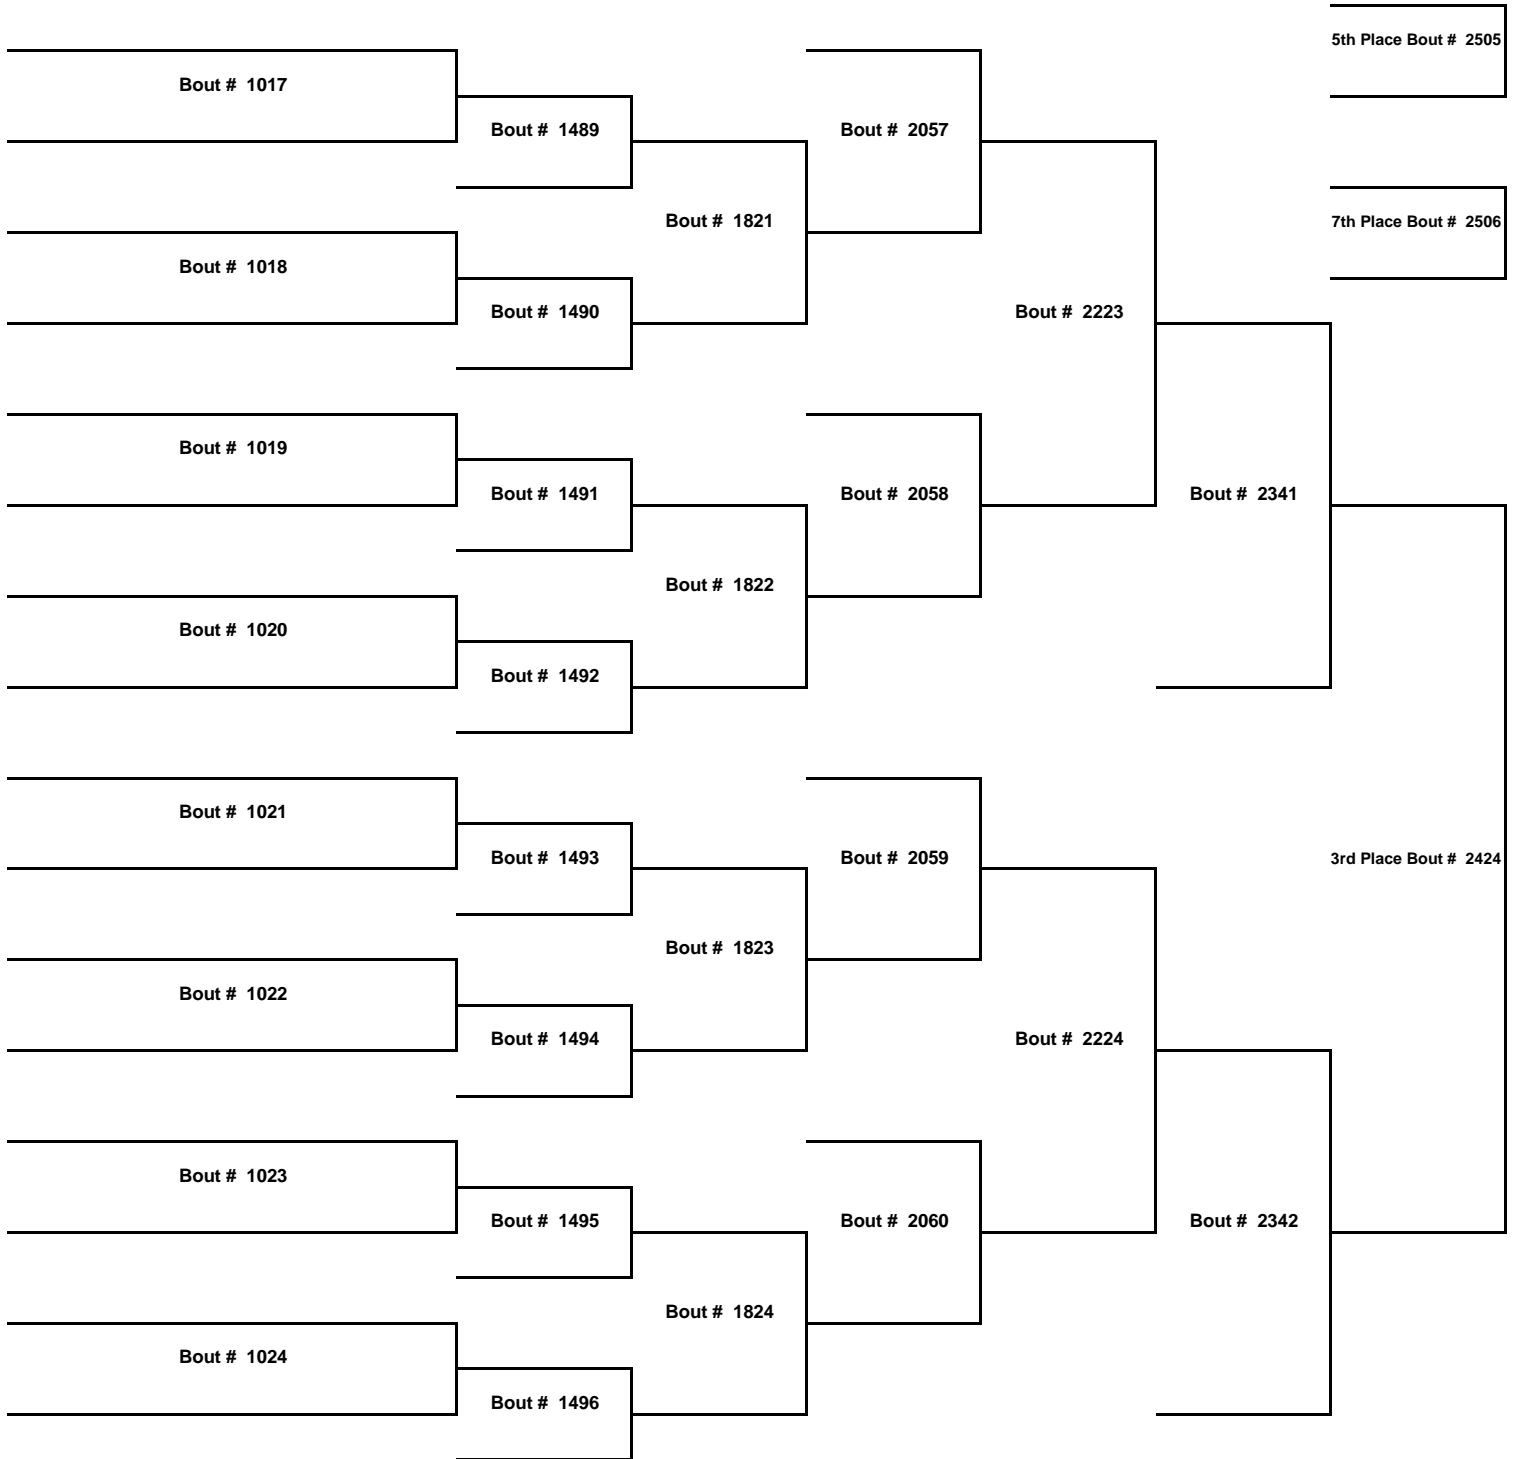 5th Place Bout # 2505
Bout # 1017
Bout # 1489
Bout # 2057
Bout # 1821
7th Place Bout # 2506
Bout # 1018
Bout # 1490
Bout # 2223
Bout # 1019
Bout # 1491
Bout # 2058
Bout # 2341
Bout # 1822
Bout # 1020
Bout # 1492
Bout # 1021
Bout # 1493
Bout # 2059
3rd Place Bout # 2424
Bout # 1823
Bout # 1022
Bout # 1494
Bout # 2224
Bout # 1023
Bout # 1495
Bout # 2060
Bout # 2342
Bout # 1824
Bout # 1024
Bout # 1496